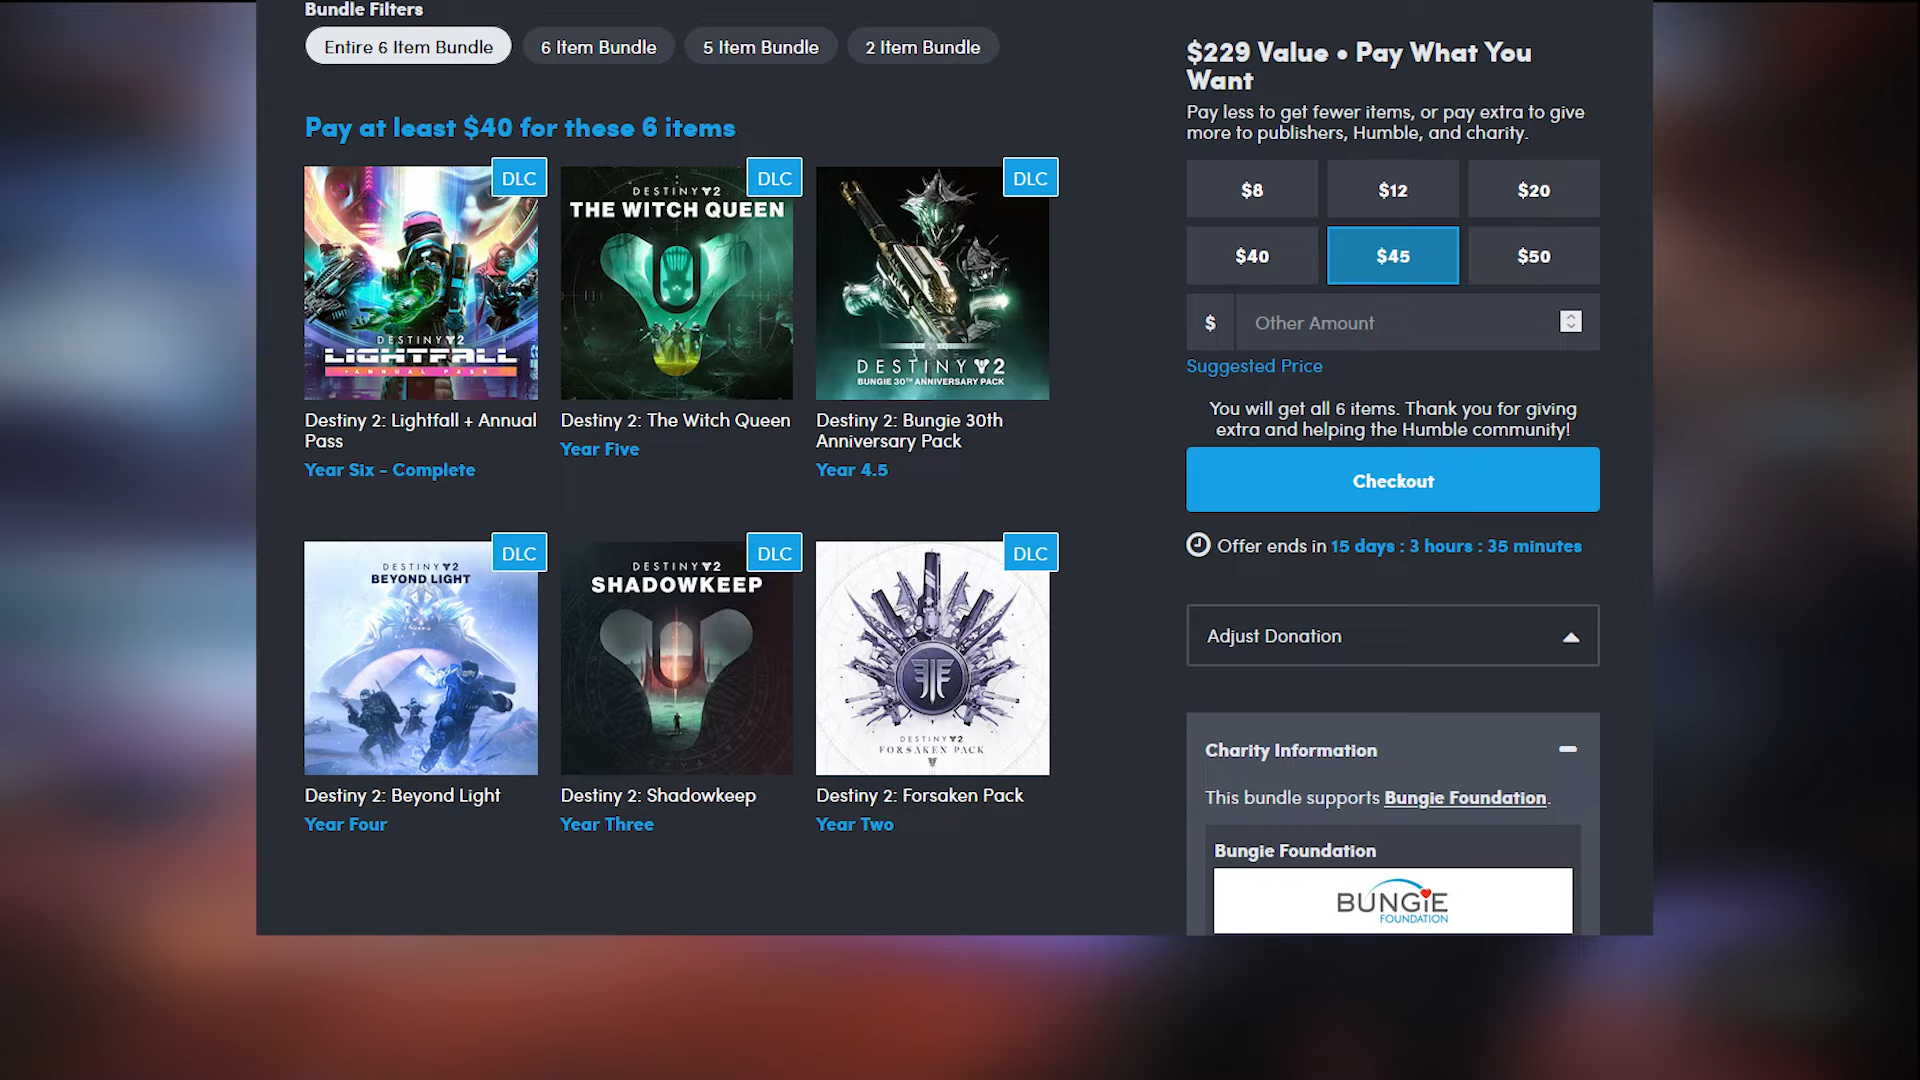 Bundle Filters
Entire 6 Item Bundle
6 Item Bundle
5 Item Bundle
2 Item Bundle
Pay at least $40 for these 6 items
DLC
DESTINY 2
LIGHTFALL
+ ANNUAL PASS
Destiny 2: Lightfall + Annual
Pass
Year Six - Complete
DLC
DESTINY 2
THE WITCH QUEEN
Destiny 2: The Witch Queen
Year Five
DLC
DESTINY 2
BUNGIE 30TH ANNIVERSARY PACK
Destiny 2: Bungie 30th
Anniversary Pack
Year 4.5
DLC
DESTINY 2
BEYOND LIGHT
Destiny 2: Beyond Light
Year Four
DLC
DESTINY 2
SHADOWKEEP
Destiny 2: Shadowkeep
Year Three
DLC
DESTINY 2
FORSAKEN PACK
Destiny 2: Forsaken Pack
Year Two
$229 Value • Pay What You
Want
Pay less to get fewer items, or pay extra to give
more to publishers, Humble, and charity.
$8
$12
$20
$40
$45
$50
$ Other Amount
Suggested Price
You will get all 6 items. Thank you for giving
extra and helping the Humble community!
Checkout
Offer ends in 15 days : 3 hours : 35 minutes
Adjust Donation
Charity Information
This bundle supports Bungie Foundation.
Bungie Foundation
BUNGIE
FOUNDATION